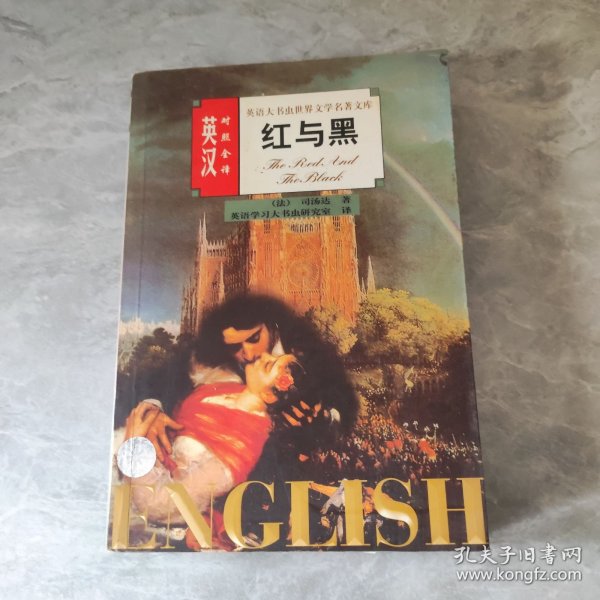 英语大书虫世界文学名著文库
英汉
对照全译
红与黑
The Red And
The Black
（法） 司汤达 著
英语学习大书虫研究室 译
ENGLISH
孔夫子旧书网
www.kongfz.com